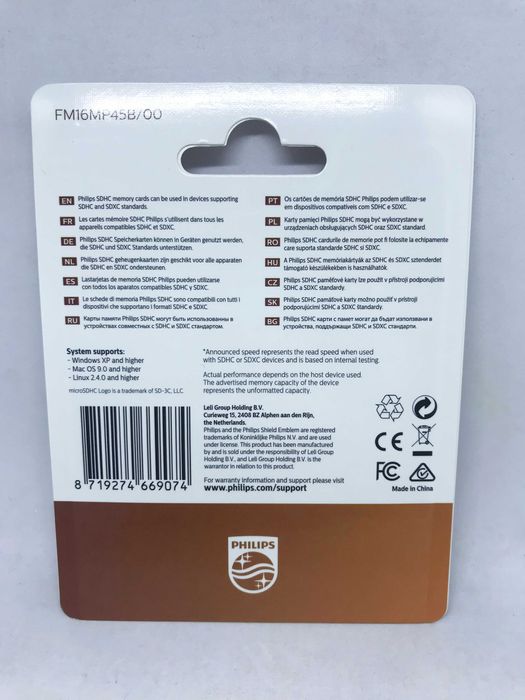 FM16MP45B/00
EN Philips SDHC memory cards can be used in devices supporting
SDHC and SDXC standards.
FR Les cartes mémoire SDHC Philips s'utilisent dans tous les
appareils compatibles SDHC et SDXC.
DE Philips SDHC Speicherkarten können in Geräten genutzt werden,
die SDHC und SDXC Standards unterstützen.
NL Philips SDHC geheugenkaarten zijn geschikt voor alle apparaten
die SDHC en SDXC ondersteunen.
ES Lastarjetas de memoria SDHC Philips pueden utilizarse
con todos los aparatos compatibles SDHC y SDXC.
IT Le schede di memoria SDHC Philips sono compatibili con tutti i
dispositivi che supportano i formati SDHC e SDXC.
RU Карты памяти Philips SDHC могут быть использованы в
устройствах совместимых с SDHC и SDXC стандартом.
PT Os cartões de memória SDHC Philips podem utilizar-se
em dispositivos compatíveis com SDHC e SDXC.
PL Karty pamięci Philips SDHC mogą być wykorzystane w
urządzeniach obsługujących SDHC oraz SDXC standard.
RO Philips SDHC cardurile de memorie pot fi folosite la echipamente
care suporta standarde SDHC si SDXC.
HU A Philips SDHC memóriakártyák az SDHC és SDXC sztenderdet
támogató készülékekben is használhatók.
CZ Philips SDHC paměťové karty lze použít v přístroji podporujícími
SDHC a SDXC standardy.
SK Philips SDHC pamäťové karty možno použiť v prístroji
podporujúcimi SDHC a SDXC štandardy.
BG Philips SDHC карти с памет могат да бъдат използвани в
устройства, поддържащи SDHC и SDXC стандарти.
System supports:
- Windows XP and higher
- Mac OS 9.0 and higher
- Linux 2.4.0 and higher
microSDHC Logo is a trademark of SD-3C, LLC
*Announced speed represents the read speed when used
with SDHC or SDXC devices and is based on internal testing.
Actual performance depends on the host device used.
The advertised memory capacity of the device
represents the unformatted capacity.
Leli Group Holding B.V.
Curieweg 15, 2408 BZ Alphen aan den Rijn,
the Netherlands.
Philips and the Philips Shield Emblem are registered
trademarks of Koninklijke Philips N.V. and are used
under license. This product has been manufactured
by and is sold under the responsibility of Leli Group
Holding B.V., and Leli Group Holding B.V. is the
warrantor in relation to this product.
For warranty information and support please visit
www.philips.com/support
8 719274 669074
CE
FC
Made in China
PHILIPS